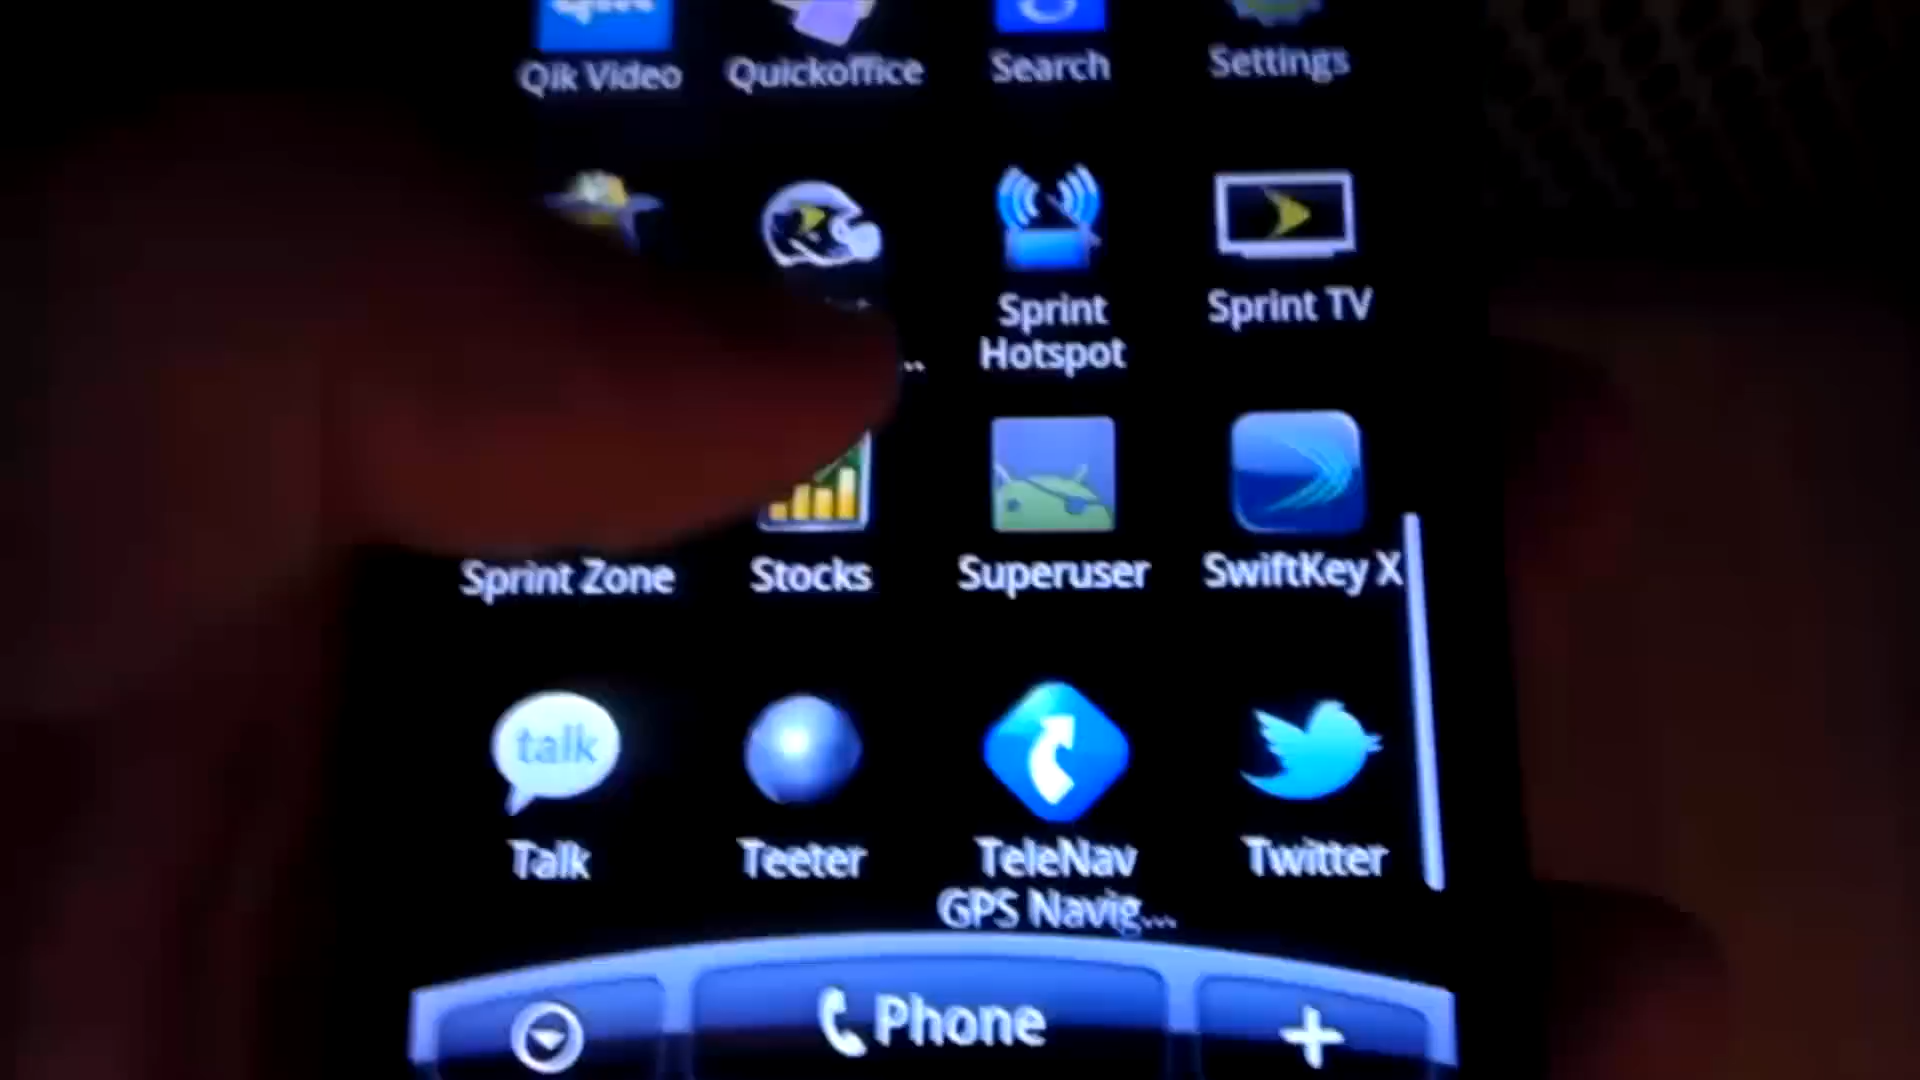 Qik Video
Quickoffice
Search
Settings
Sprint
Hotspot
Sprint TV
Sprint Zone
Stocks
Superuser
SwiftKey X
talk
Talk
Teeter
TeleNav
GPS Navig...
Twitter
Phone